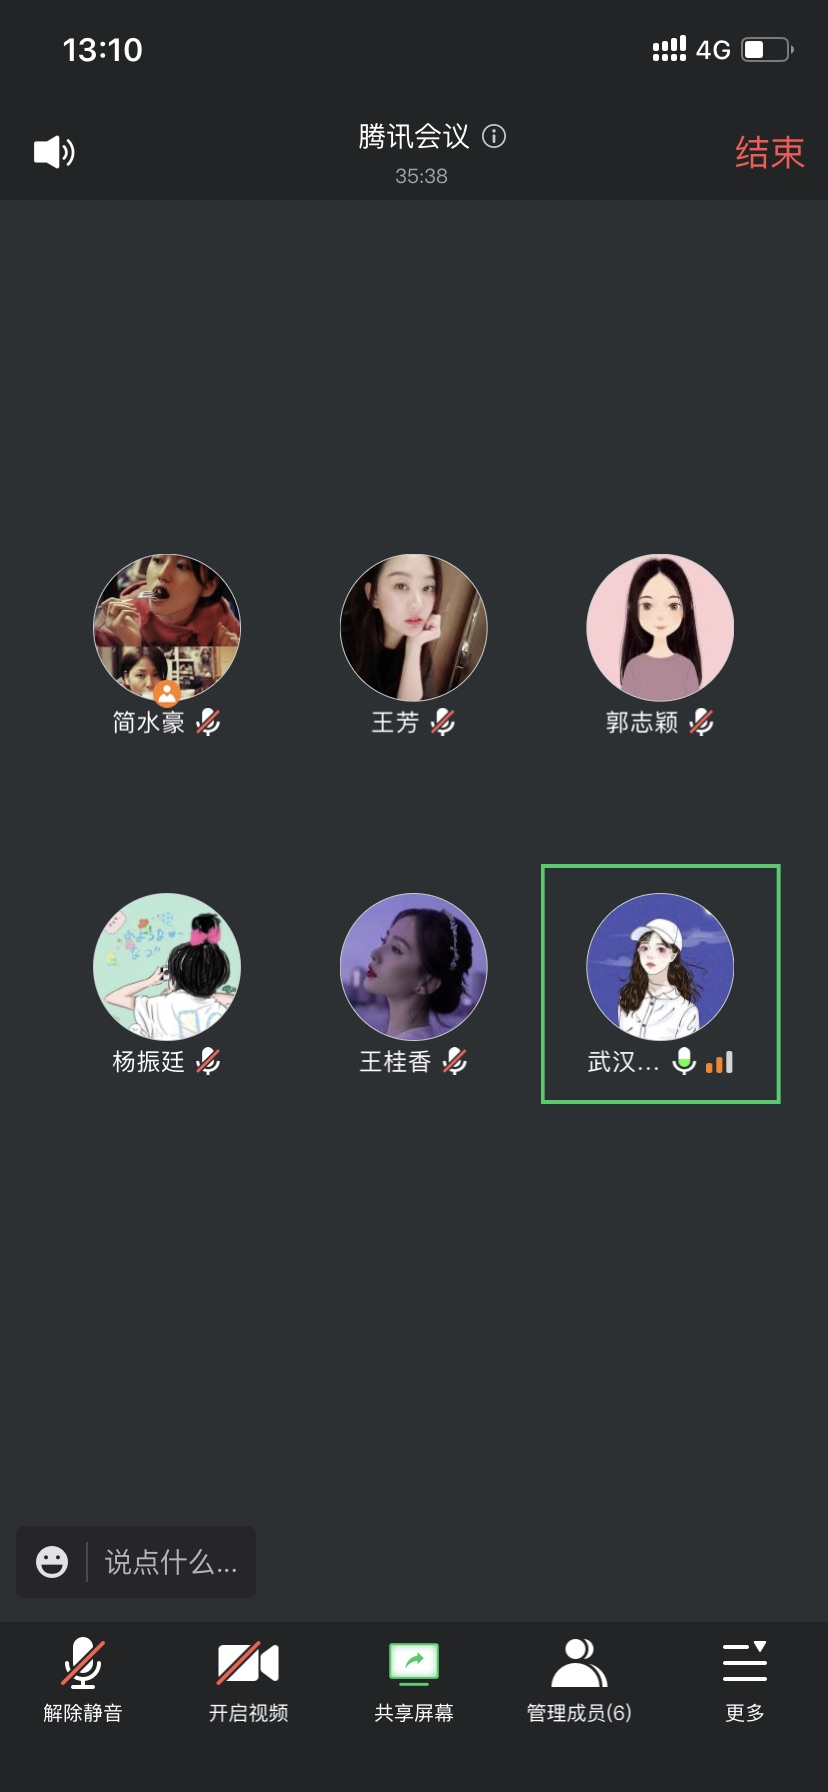 13:10
4G
腾讯会议
35:38
结束
简水豪
王芳
郭志颖
杨振廷
王桂香
武汉...
说点什么...
解除静音
开启视频
共享屏幕
管理成员(6)
更多